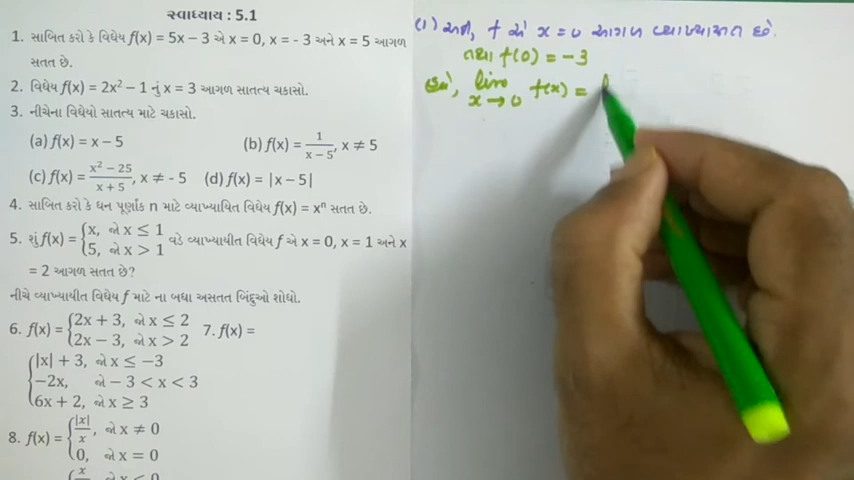 સ્વાધ્યાય : 5.1
1. સાબિત કરો કે વિધેય f(x) = 5x − 3 એ x = 0, x = - 3 અને x = 5 આગળ
સતત છે.
2. વિધેય f(x) = 2x² − 1 નું x = 3 આગળ સાતત્ય ચકાસો.
3. નીચેના વિધેયો સાતત્ય માટે ચકાસો.
(a) f(x) = x − 5 (b) f(x) = 1/(x − 5), x ≠ 5
(c) f(x) = (x² − 25)/(x + 5), x ≠ - 5 (d) f(x) = |x − 5|
4. સાબિત કરો કે ધન પૂર્ણાંક n માટે વ્યાખ્યાયિત વિધેય f(x) = xⁿ સતત છે.
5. શું f(x) = {x, જો x ≤ 1
5, જો x > 1 વડે વ્યાખ્યાયીત વિધેય f એ x = 0, x = 1 અને x
= 2 આગળ સતત છે?
નીચે વ્યાખ્યાયીત વિધેય f માટે ના બધા અસતત બિંદુઓ શોધો.
6. f(x) = {2x + 3, જો x ≤ 2
2x − 3, જો x > 2 7. f(x) =
{|x| + 3, જો x ≤ −3
−2x, જો − 3 < x < 3
6x + 2, જો x ≥ 3
8. f(x) = {|x|/x, જો x ≠ 0
0, જો x = 0
(1) અહીં, f એ x = 0 આગળ વ્યાખ્યાયિત છે.
તથા f(0) = −3
હવે, lim x→0 f(x) =